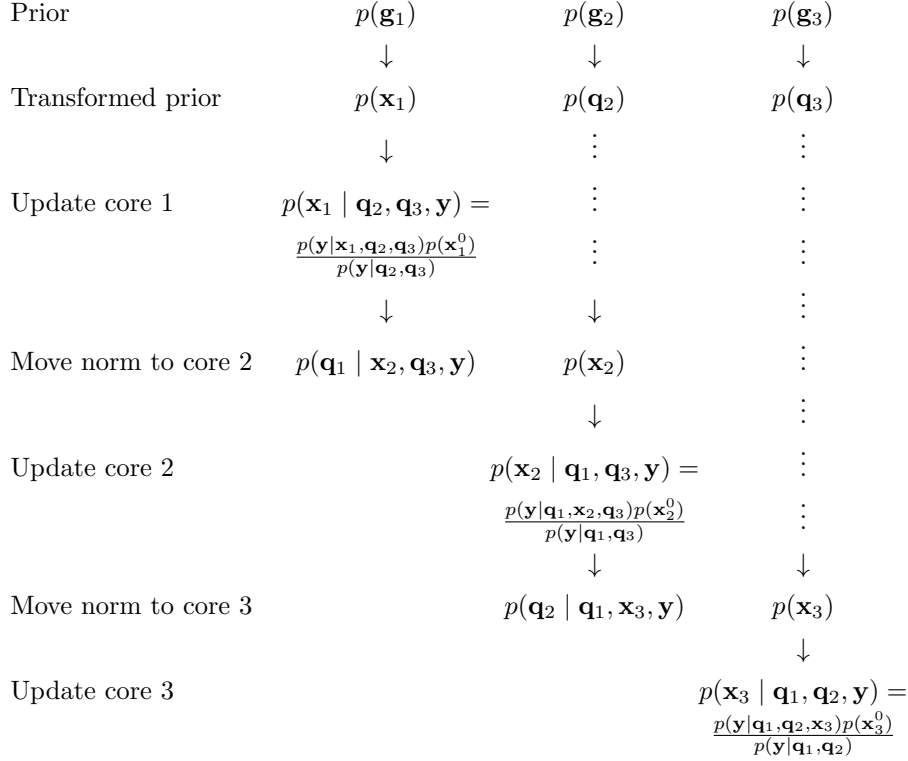 Prior p(g₁) p(g₂) p(g₃)
↓ ↓ ↓
Transformed prior p(x₁) p(q₂) p(q₃)
↓ ⋮ ⋮
Update core 1 p(x₁ | q₂, q₃, y) = ⋮ ⋮
p(y|x₁,q₂,q₃)p(x₁⁰) ⋮ ⋮
p(y|q₂,q₃)
↓ ↓ ⋮
Move norm to core 2 p(q₁ | x₂, q₃, y) p(x₂) ⋮
↓ ⋮
Update core 2 p(x₂ | q₁, q₃, y) = ⋮
p(y|q₁,x₂,q₃)p(x₂⁰) ⋮
p(y|q₁,q₃)
↓ ↓
Move norm to core 3 p(q₂ | q₁, x₃, y) p(x₃)
↓
Update core 3 p(x₃ | q₁, q₂, y) =
p(y|q₁,q₂,x₃)p(x₃⁰)
p(y|q₁,q₂)